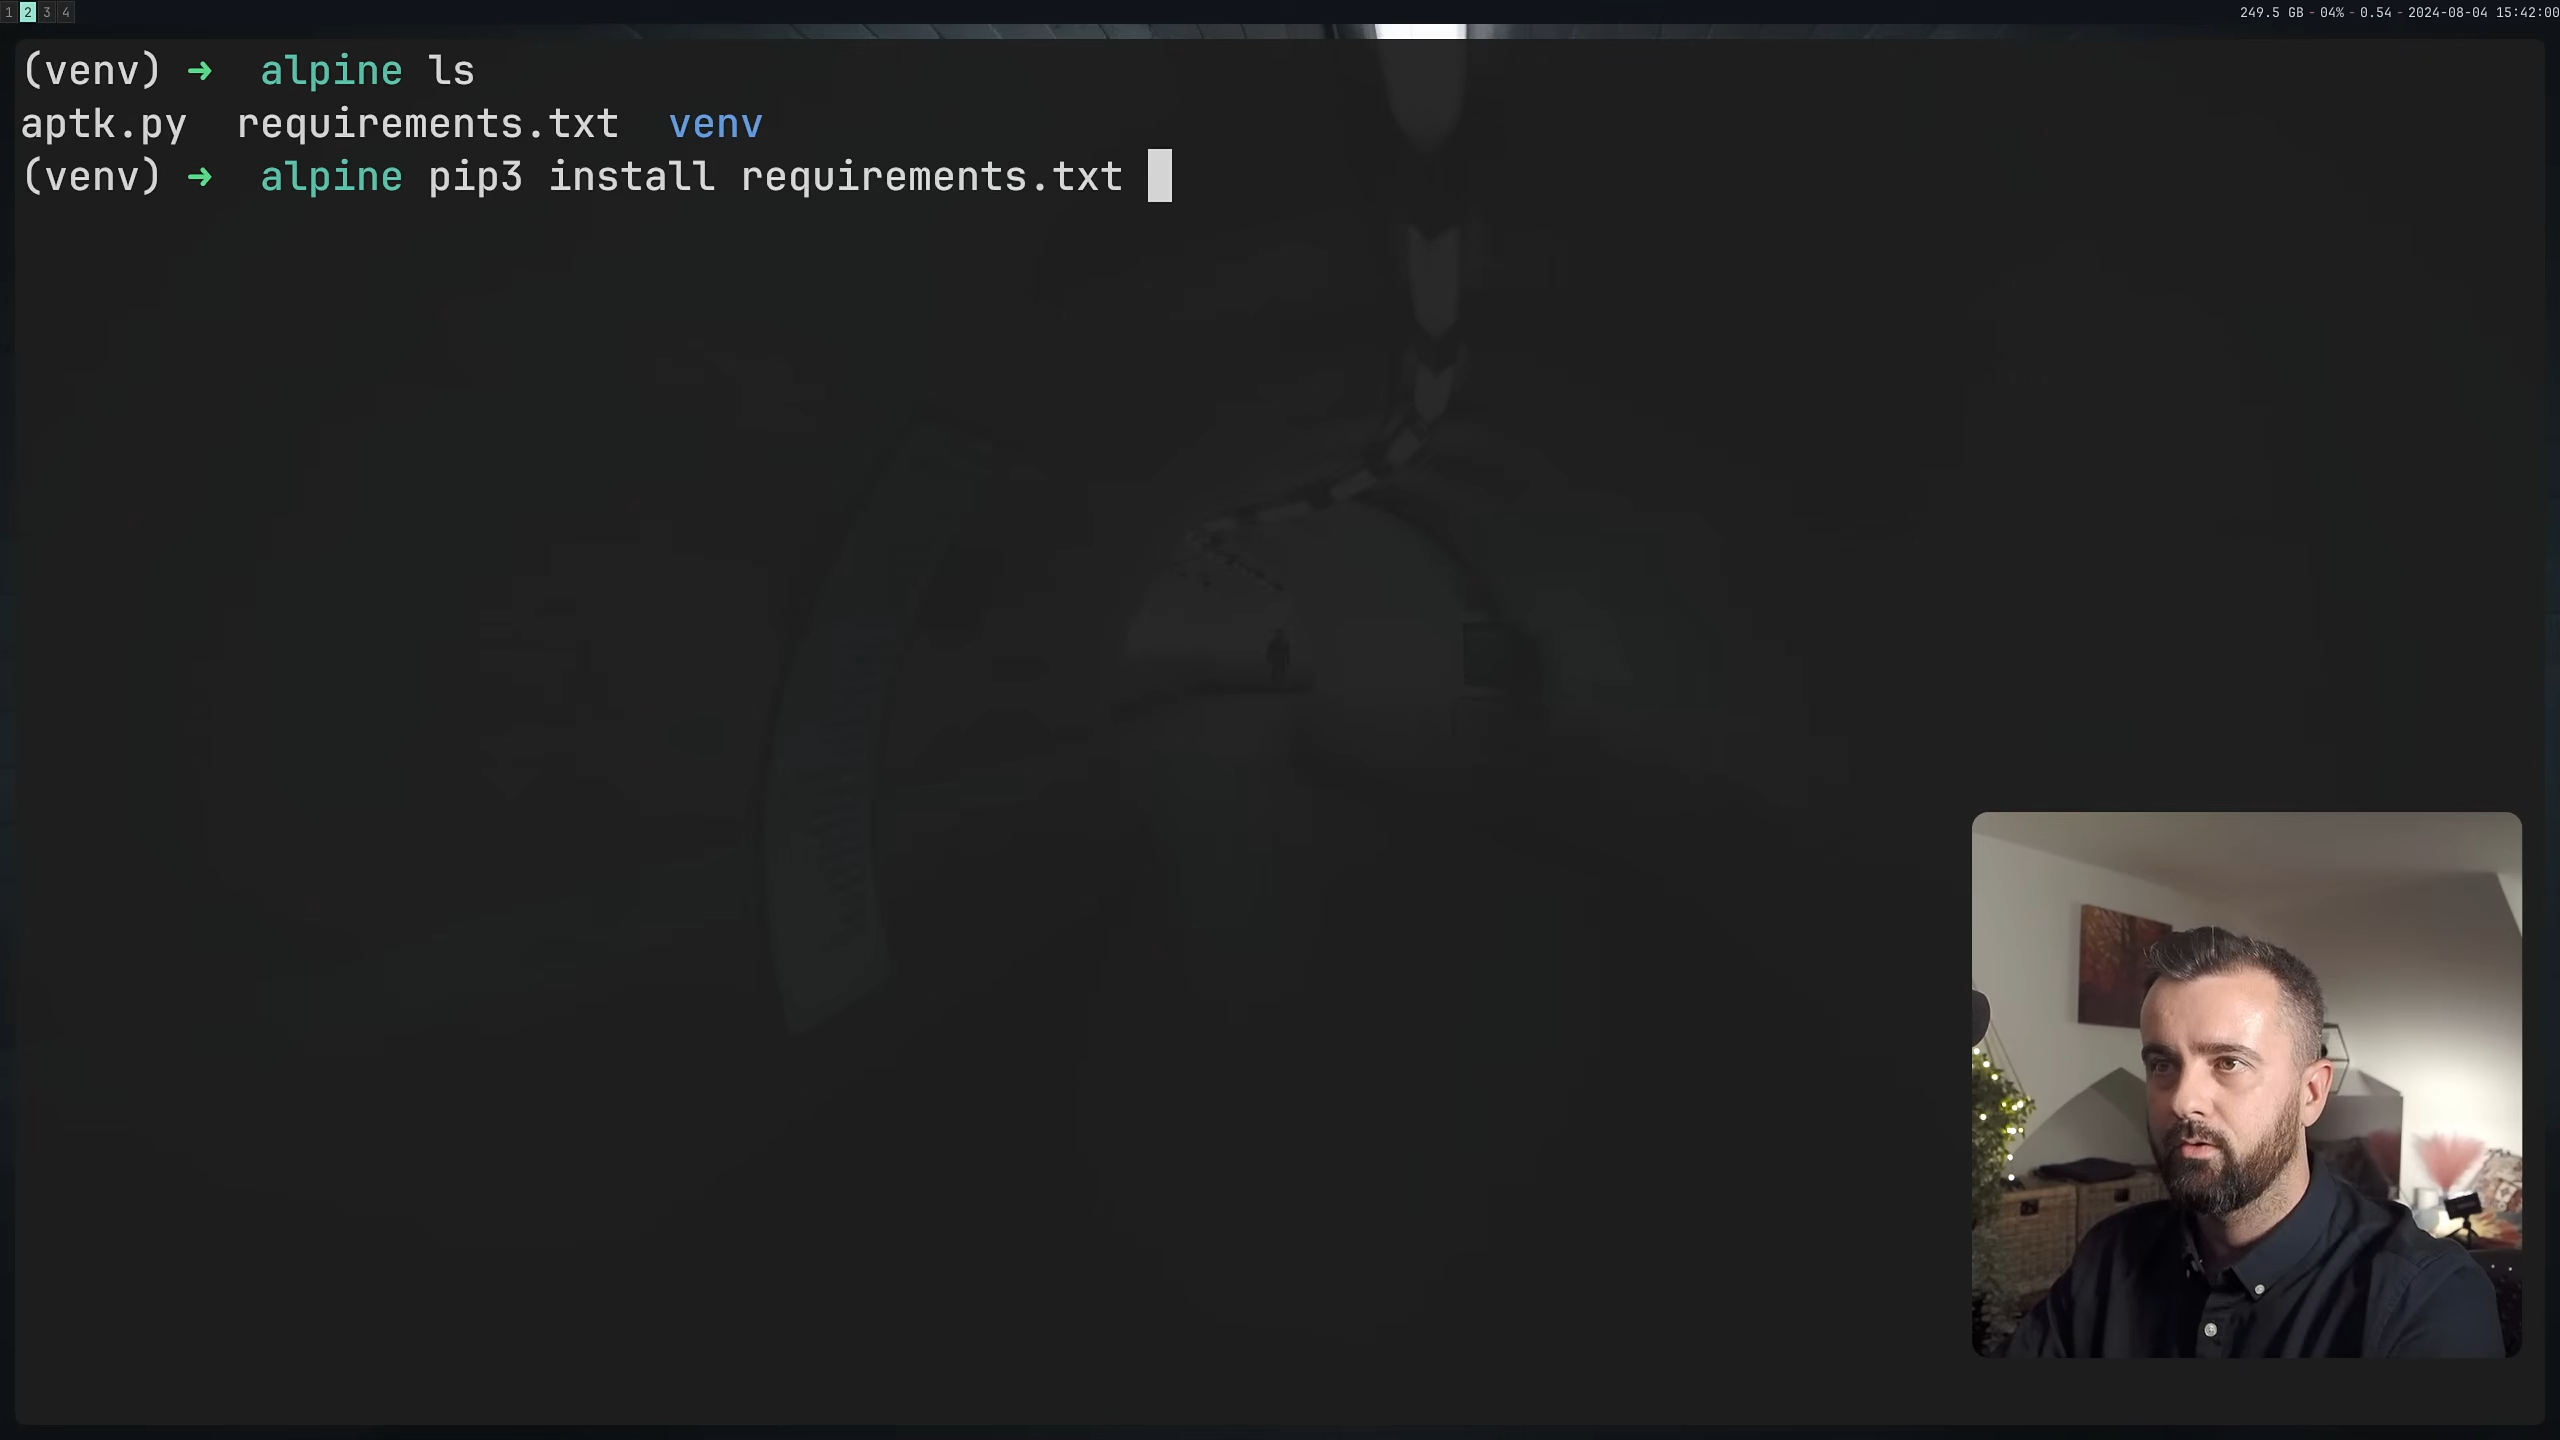 1 2 3 4
249.5 GB - 04% - 0.54 - 2024-08-04 15:42:00
(venv) ➜ alpine ls
aptk.py requirements.txt venv
(venv) ➜ alpine pip3 install requirements.txt